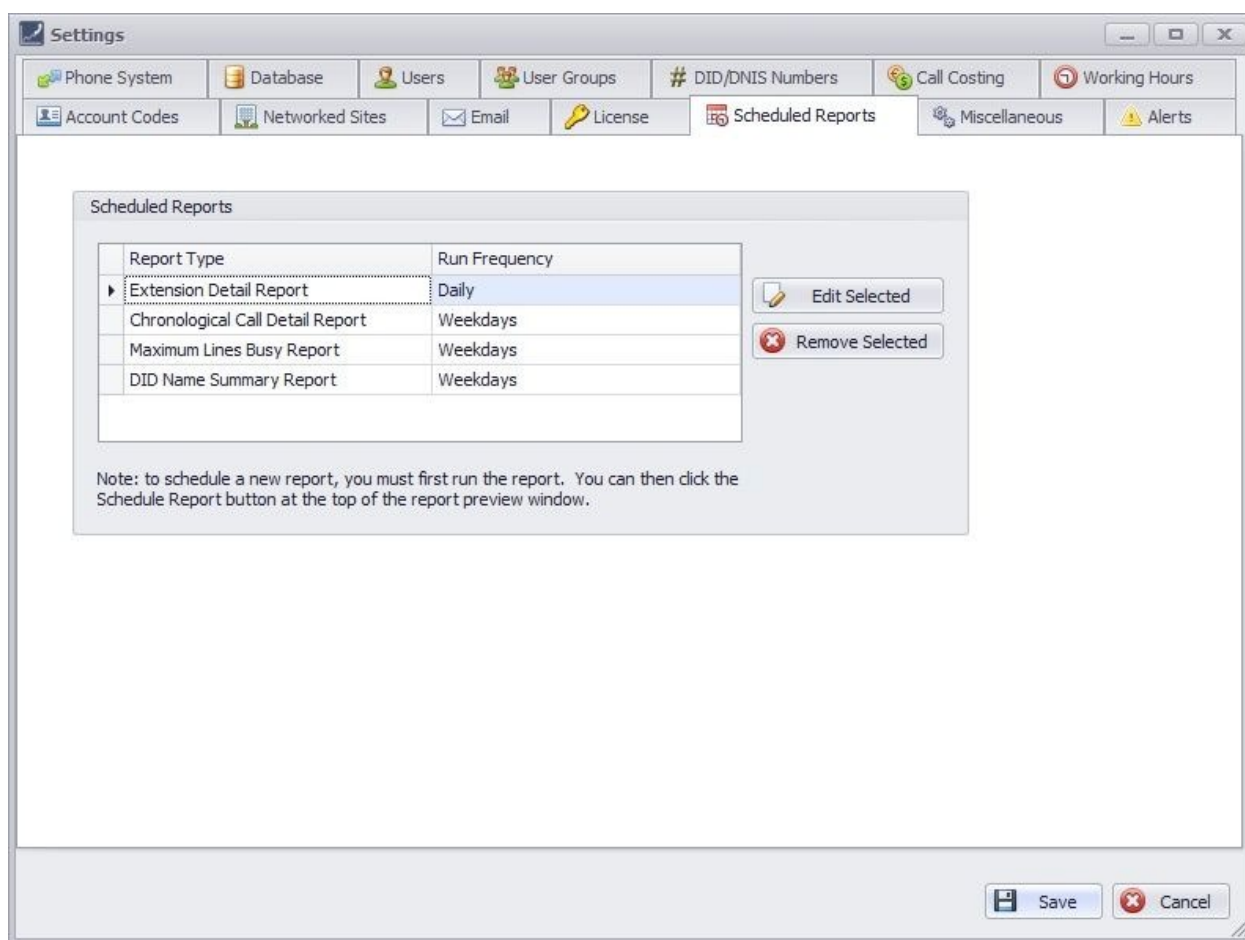 Settings
Phone System Database Users User Groups # DID/DNIS Numbers Call Costing Working Hours
Account Codes Networked Sites Email License Scheduled Reports Miscellaneous Alerts
Scheduled Reports
Report Type Run Frequency
Extension Detail Report Daily
Chronological Call Detail Report Weekdays
Maximum Lines Busy Report Weekdays
DID Name Summary Report Weekdays
Edit Selected
Remove Selected
Note: to schedule a new report, you must first run the report. You can then click the
Schedule Report button at the top of the report preview window.
Save Cancel